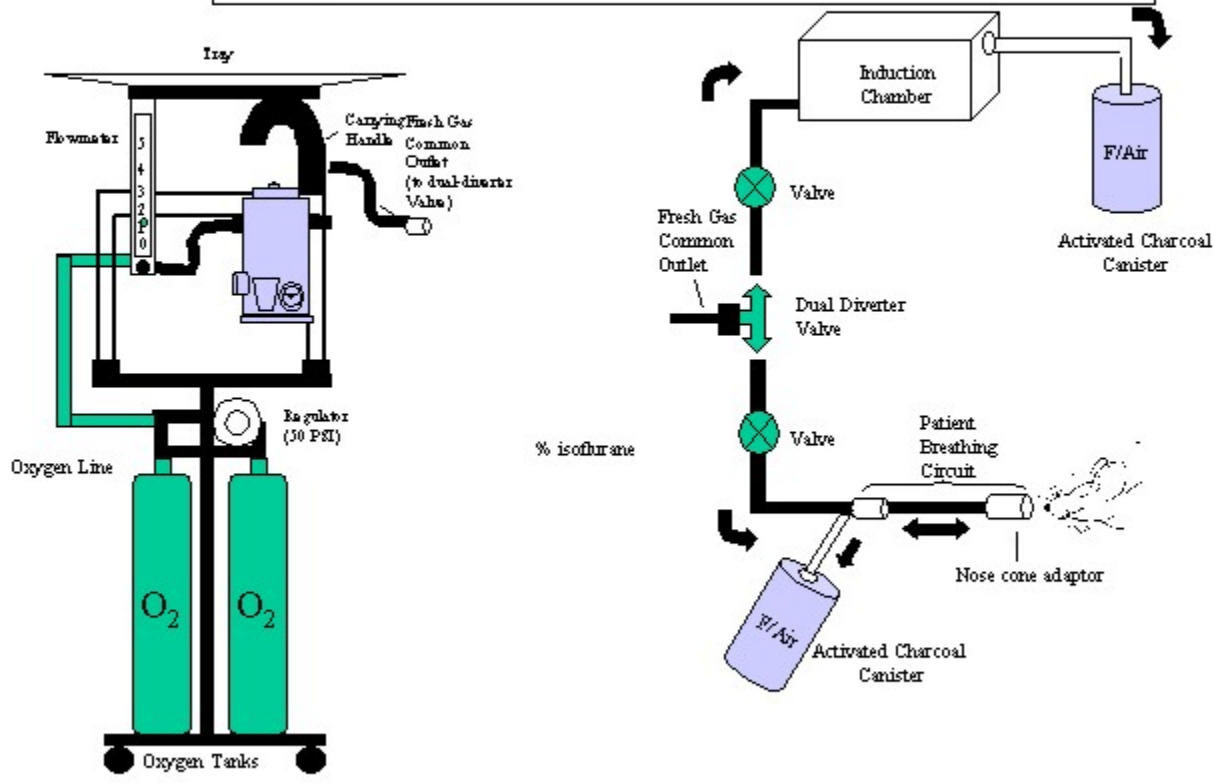 Tray
Flowmeter
5
4
3
2
1
0
Carrying
Handle
Fresh Gas
Common
Outlet
(to dual-diverter
Valve)
Regulator
(50 PSI)
Oxygen Line
O2
O2
Oxygen Tanks
Induction
Chamber
F/Air
Activated Charcoal
Canister
Valve
Fresh Gas
Common
Outlet
Dual Diverter
Valve
Valve
% isoflurane
Patient
Breathing
Circuit
Nose cone adaptor
F/Air
Activated Charcoal
Canister